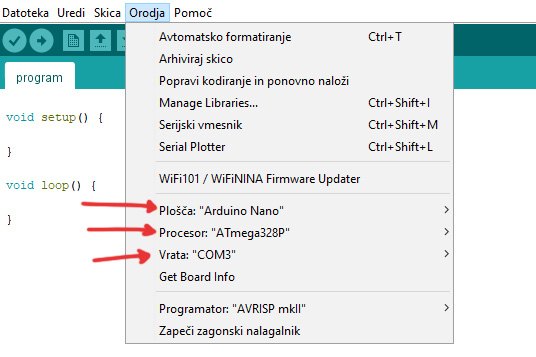 Datoteka Uredi Skica Orodja Pomoč
program
void setup() {
}
void loop() {
}
Avtomatsko formatiranje Ctrl+T
Arhiviraj skico
Popravi kodiranje in ponovno naloži
Manage Libraries... Ctrl+Shift+I
Serijski vmesnik Ctrl+Shift+M
Serial Plotter Ctrl+Shift+L
WiFi101 / WiFiNINA Firmware Updater
Plošča: "Arduino Nano"
Procesor: "ATmega328P"
Vrata: "COM3"
Get Board Info
Programator: "AVRISP mkII"
Zapeči zagonski nalagalnik